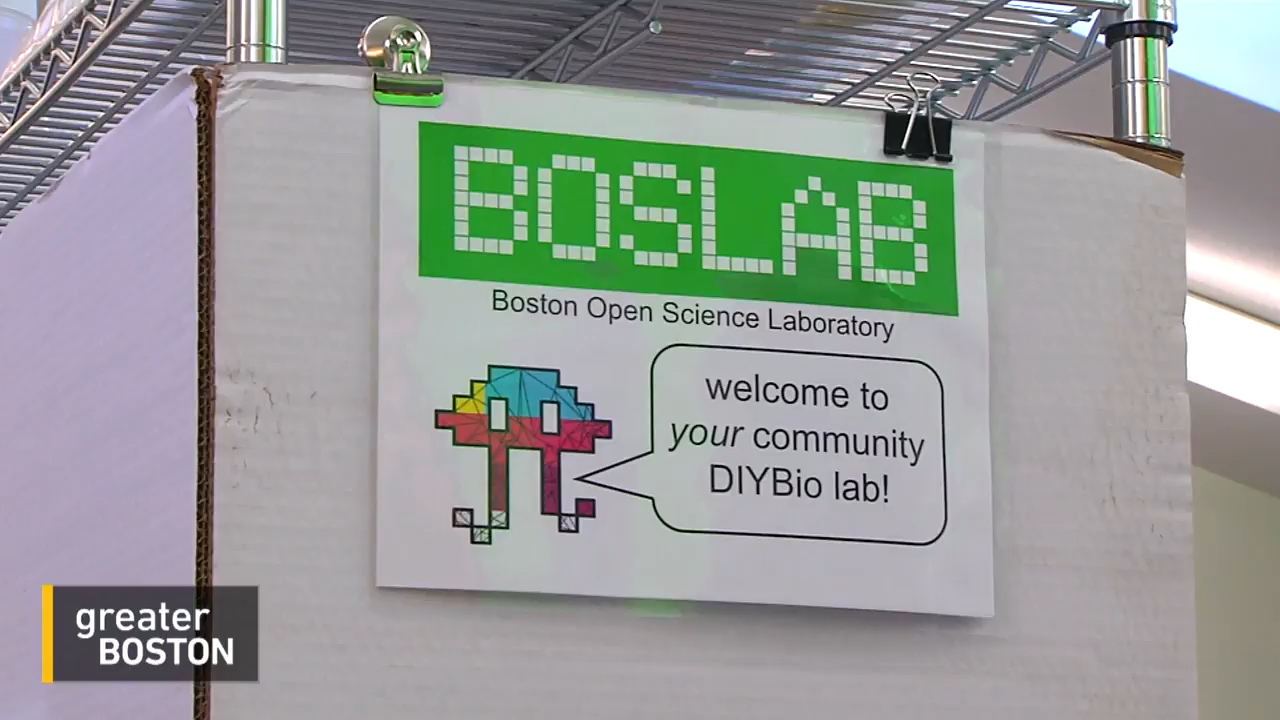 BOSLAB
Boston Open Science Laboratory
welcome to
your community
DIYBio lab!
greater
BOSTON